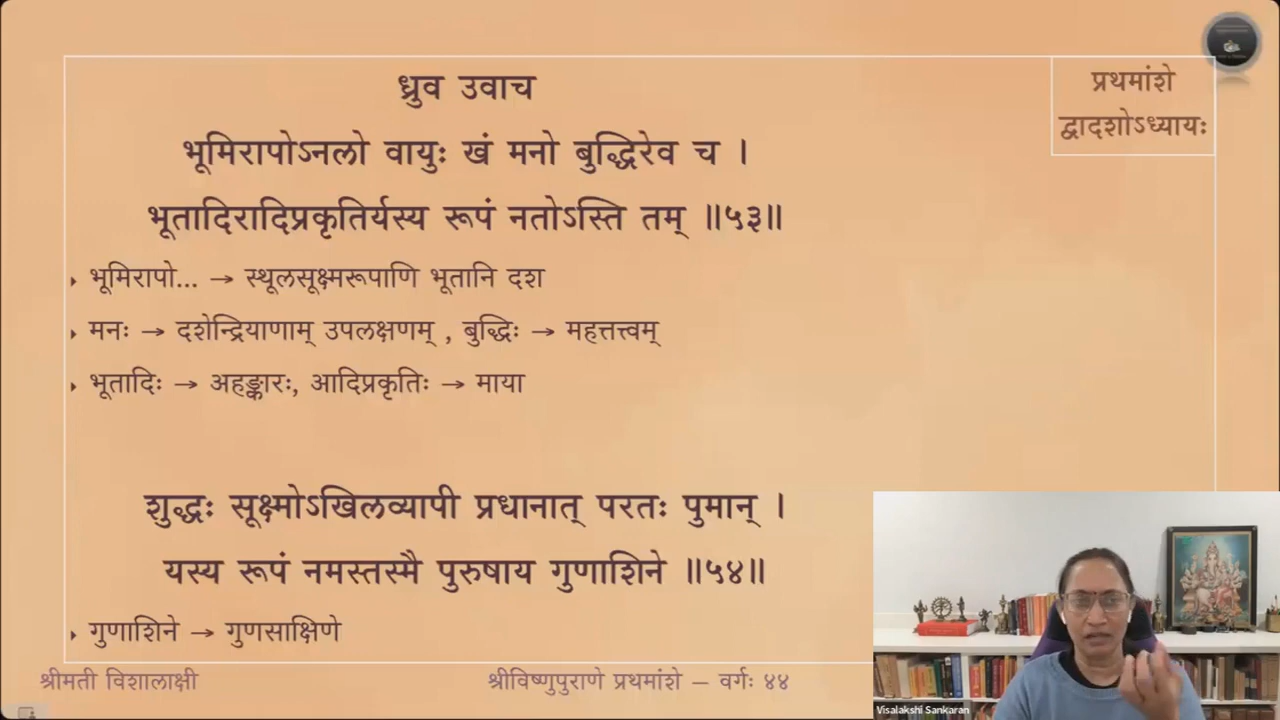 ध्रुव उवाच
प्रथमांशे
द्वादशोऽध्यायः
भूमिरापोऽनलो वायुः खं मनो बुद्धिरेव च ।
भूतादिरादिप्रकृतिर्यस्य रूपं नतोऽस्ति तम् ॥५३॥
‣ भूमिरापो... → स्थूलसूक्ष्मरूपाणि भूतानि दश
‣ मनः → दशेन्द्रियाणाम् उपलक्षणम् , बुद्धिः → महत्तत्त्वम्
‣ भूतादिः → अहङ्कारः, आदिप्रकृतिः → माया
शुद्धः सूक्ष्मोऽखिलव्यापी प्रधानात् परतः पुमान् ।
यस्य रूपं नमस्तस्मै पुरुषाय गुणाशिने ॥५४॥
‣ गुणाशिने → गुणसाक्षिणे
श्रीमती विशालाक्षी
श्रीविष्णुपुराणे प्रथमांशे – वर्गः ४४
Visalakshi Sankaran